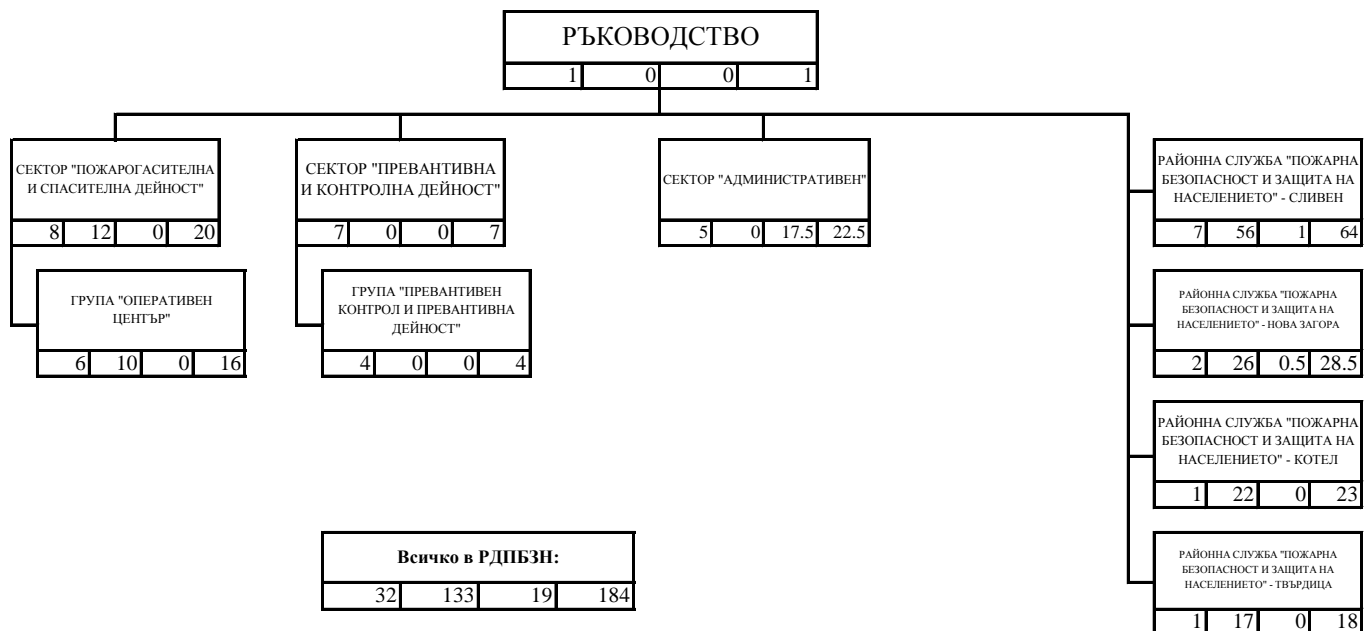 РЪКОВОДСТВО
1 0 0 1
СЕКТОР "ПОЖАРОГАСИТЕЛНА
И СПАСИТЕЛНА ДЕЙНОСТ"
8 12 0 20
ГРУПА "ОПЕРАТИВЕН
ЦЕНТЪР"
6 10 0 16
СЕКТОР "ПРЕВАНТИВНА
И КОНТРОЛНА ДЕЙНОСТ"
7 0 0 7
ГРУПА "ПРЕВАНТИВЕН
КОНТРОЛ И ПРЕВАНТИВНА
ДЕЙНОСТ"
4 0 0 4
СЕКТОР "АДМИНИСТРАТИВЕН"
5 0 17.5 22.5
РАЙОННА СЛУЖБА "ПОЖАРНА
БЕЗОПАСНОСТ И ЗАЩИТА НА
НАСЕЛЕНИЕТО" - СЛИВЕН
7 56 1 64
РАЙОННА СЛУЖБА "ПОЖАРНА
БЕЗОПАСНОСТ И ЗАЩИТА НА
НАСЕЛЕНИЕТО" - НОВА ЗАГОРА
2 26 0.5 28.5
РАЙОННА СЛУЖБА "ПОЖАРНА
БЕЗОПАСНОСТ И ЗАЩИТА НА
НАСЕЛЕНИЕТО" - КОТЕЛ
1 22 0 23
РАЙОННА СЛУЖБА "ПОЖАРНА
БЕЗОПАСНОСТ И ЗАЩИТА НА
НАСЕЛЕНИЕТО" - ТВЪРДИЦА
1 17 0 18
Всичко в РДПБЗН:
32 133 19 184